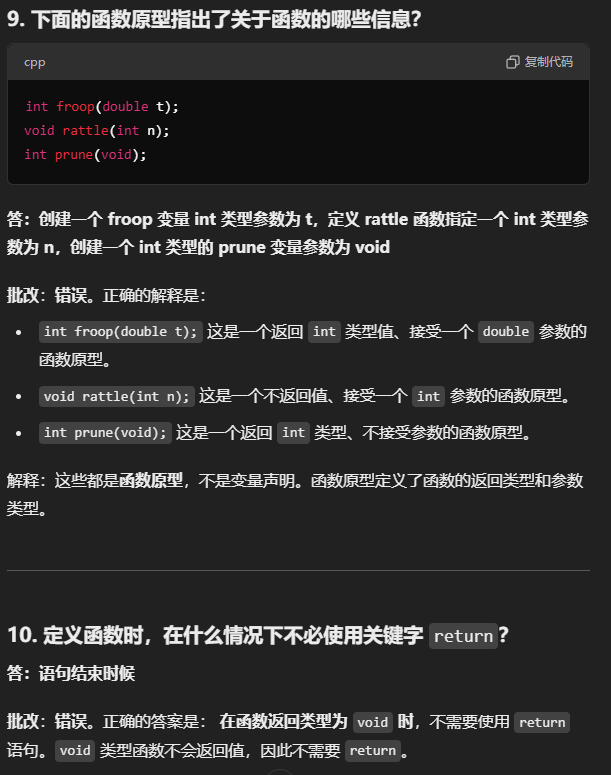 9. 下面的函数原型指出了关于函数的哪些信息？
cpp 复制代码
int froop(double t);
void rattle(int n);
int prune(void);
答：创建一个 froop 变量 int 类型参数为 t，定义 rattle 函数指定一个 int 类型参
数为 n，创建一个 int 类型的 prune 变量参数为 void
批改：错误。正确的解释是：
• int froop(double t); 这是一个返回 int 类型值、接受一个 double 参数的
函数原型。
• void rattle(int n); 这是一个不返回值、接受一个 int 参数的函数原型。
• int prune(void); 这是一个返回 int 类型、不接受参数的函数原型。
解释：这些都是函数原型，不是变量声明。函数原型定义了函数的返回类型和参数
类型。
10. 定义函数时，在什么情况下不必使用关键字 return？
答：语句结束时候
批改：错误。正确的答案是： 在函数返回类型为 void 时，不需要使用 return
语句。void 类型函数不会返回值，因此不需要 return。